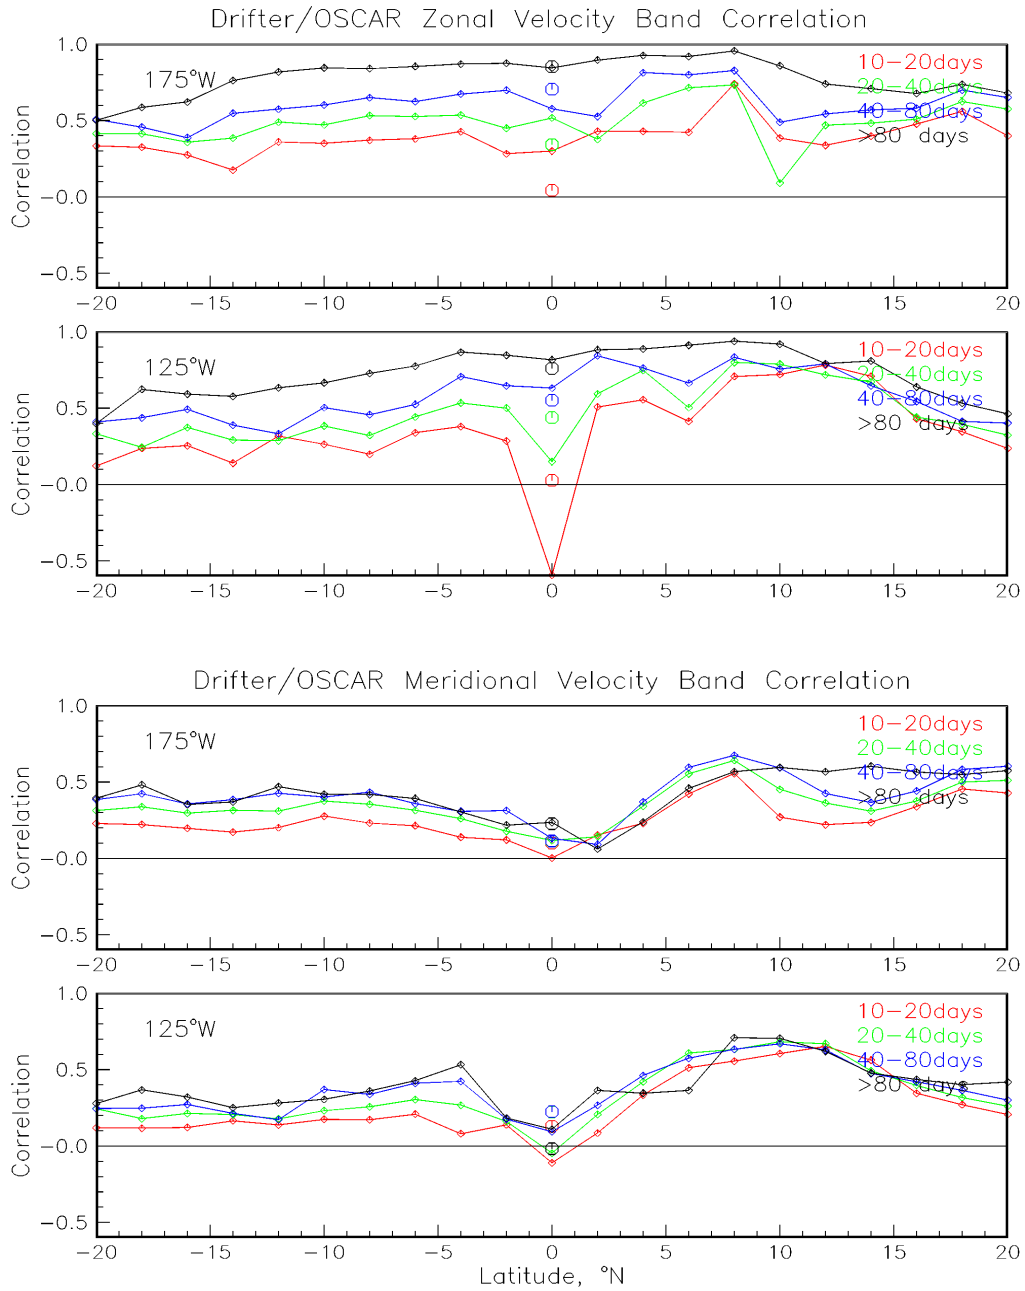 Drifter/OSCAR Zonal Velocity Band Correlation
1.0
0.5
−0.0
−0.5
Correlation
175°W
10−20days
20−40days
40−80days
>80 days
−20 −15 −10 −5 0 5 10 15 20
1.0
0.5
−0.0
−0.5
Correlation
125°W
10−20days
20−40days
40−80days
>80 days
−20 −15 −10 −5 0 5 10 15 20
Drifter/OSCAR Meridional Velocity Band Correlation
1.0
0.5
−0.0
−0.5
Correlation
175°W
10−20days
20−40days
40−80days
>80 days
−20 −15 −10 −5 0 5 10 15 20
1.0
0.5
−0.0
−0.5
Correlation
125°W
10−20days
20−40days
40−80days
>80 days
−20 −15 −10 −5 0 5 10 15 20
Latitude, °N